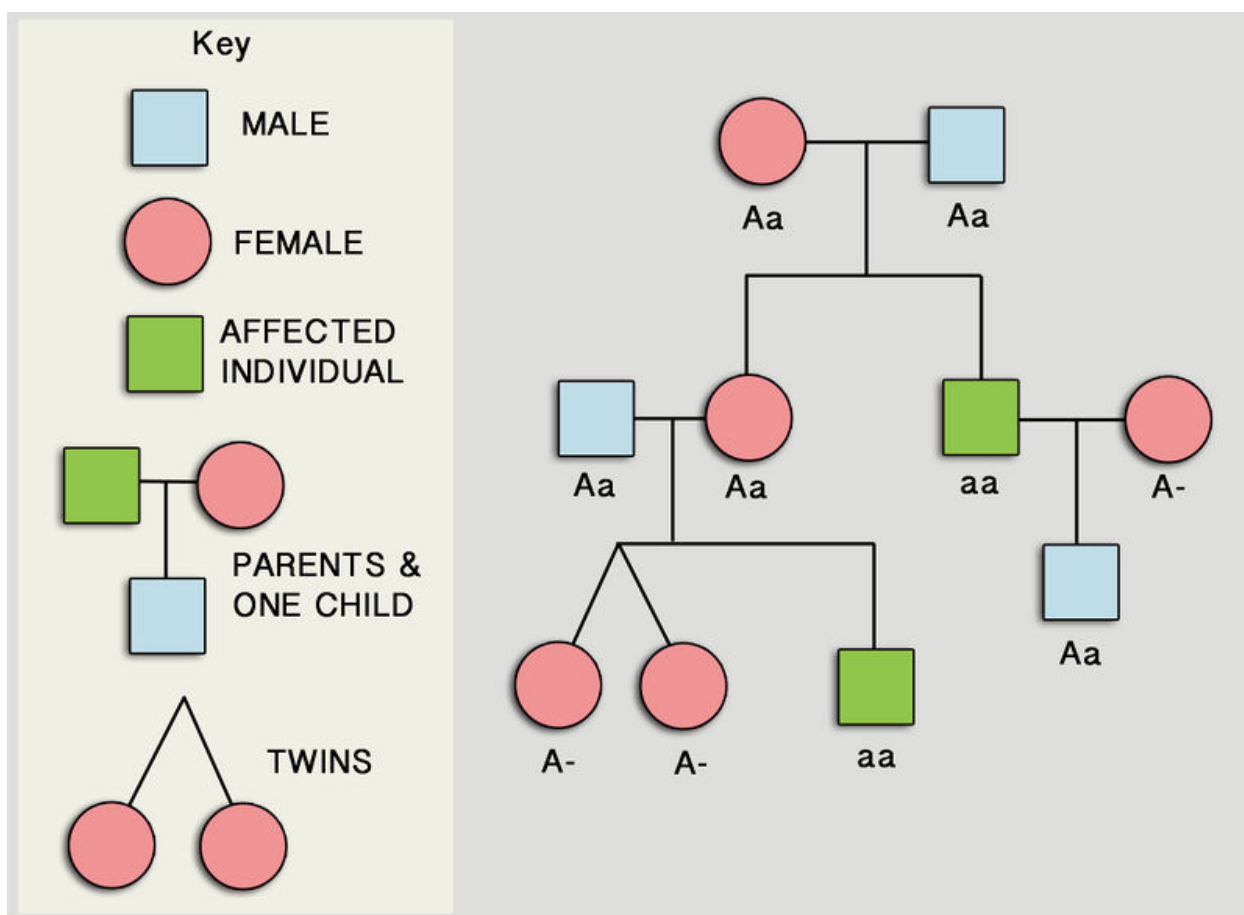 Key
MALE
FEMALE
AFFECTED
INDIVIDUAL
PARENTS &
ONE CHILD
TWINS
Aa
Aa
Aa
Aa
aa
A-
Aa
A-
A-
aa